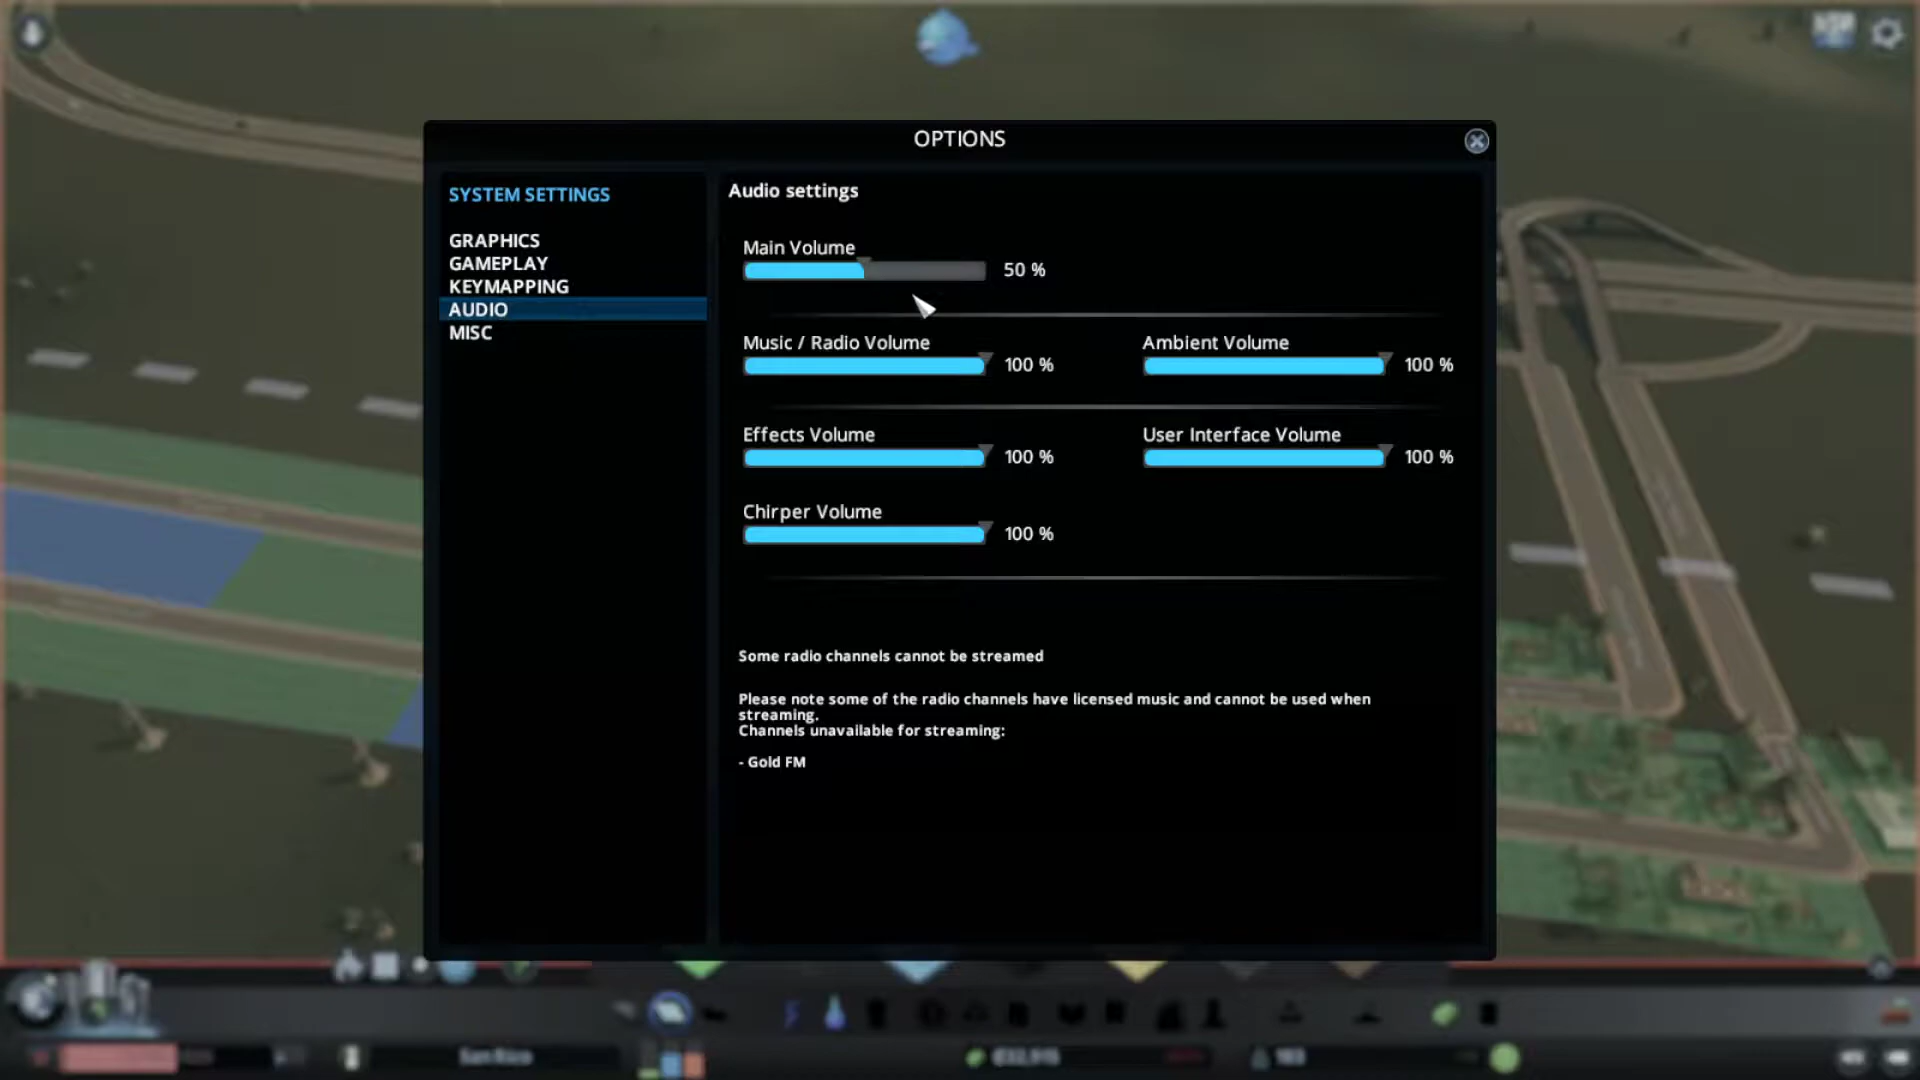 OPTIONS
SYSTEM SETTINGS
GRAPHICS
GAMEPLAY
KEYMAPPING
AUDIO
MISC
Audio settings
Main Volume
50 %
Music / Radio Volume
100 %
Ambient Volume
100 %
Effects Volume
100 %
User Interface Volume
100 %
Chirper Volume
100 %
Some radio channels cannot be streamed
Please note some of the radio channels have licensed music and cannot be used when
streaming.
Channels unavailable for streaming:
- Gold FM
San Rico